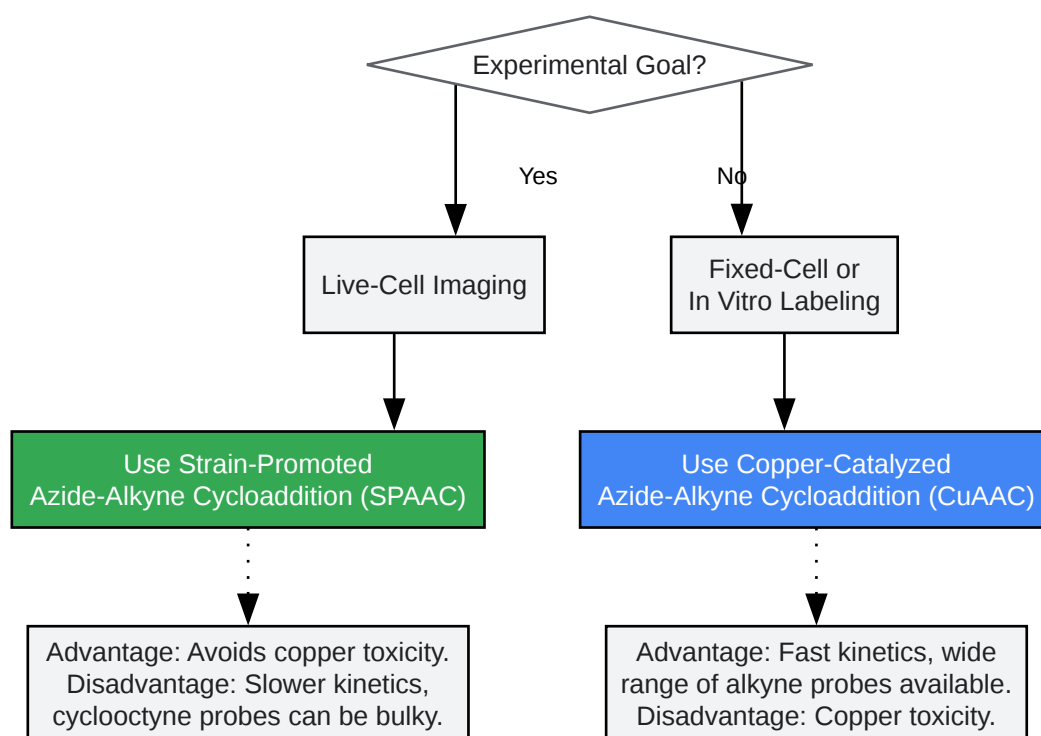 Experimental Goal?
Yes
No
Live-Cell Imaging
Fixed-Cell or
In Vitro Labeling
Use Strain-Promoted
Azide-Alkyne Cycloaddition (SPAAC)
Use Copper-Catalyzed
Azide-Alkyne Cycloaddition (CuAAC)
Advantage: Avoids copper toxicity.
Disadvantage: Slower kinetics,
cyclooctyne probes can be bulky.
Advantage: Fast kinetics, wide
range of alkyne probes available.
Disadvantage: Copper toxicity.